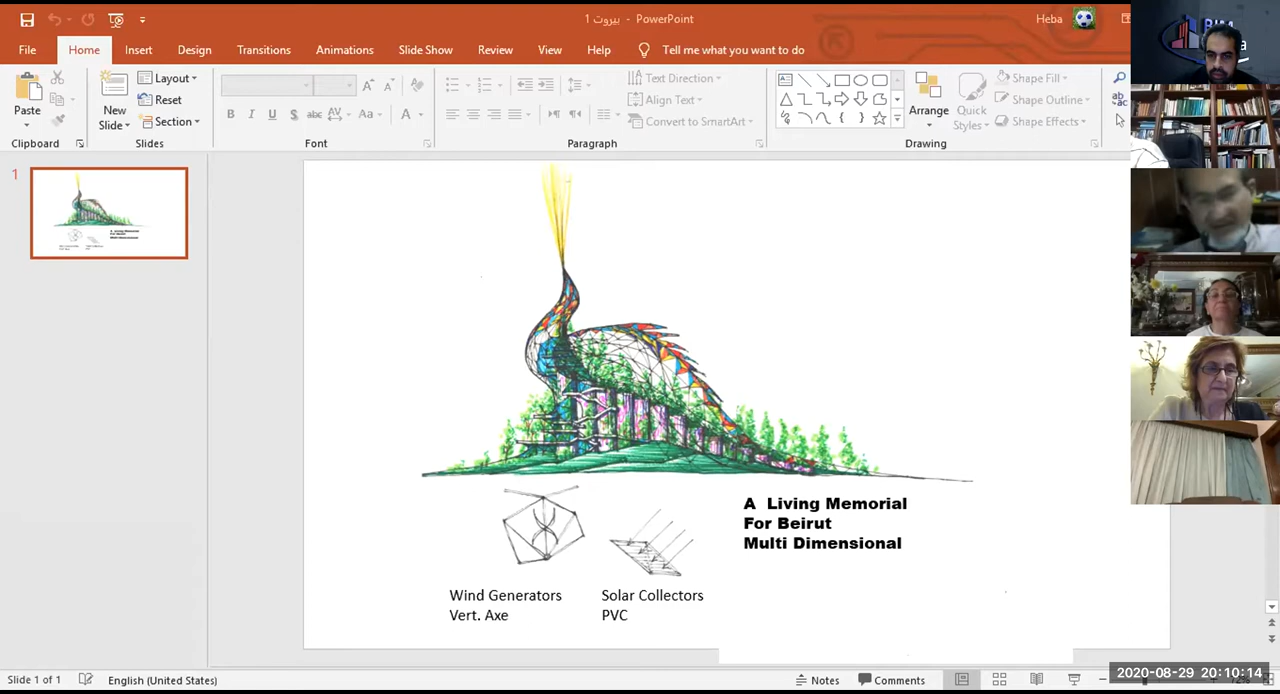 بيروت 1 - PowerPoint
Heba
File
Home
Insert
Design
Transitions
Animations
Slide Show
Review
View
Help
Tell me what you want to do
Paste
New
Slide
Layout
Reset
Section
B I U S abc AV Aa A
Text Direction
Align Text
Convert to SmartArt
Arrange
Quick
Styles
Shape Fill
Shape Outline
Shape Effects
Clipboard
Slides
Font
Paragraph
Drawing
1
A Living Memorial
For Beirut
Multi Dimensional
Wind Generators
Vert. Axe
Solar Collectors
PVC
Slide 1 of 1
English (United States)
Notes
Comments
2020-08-29 20:10:14